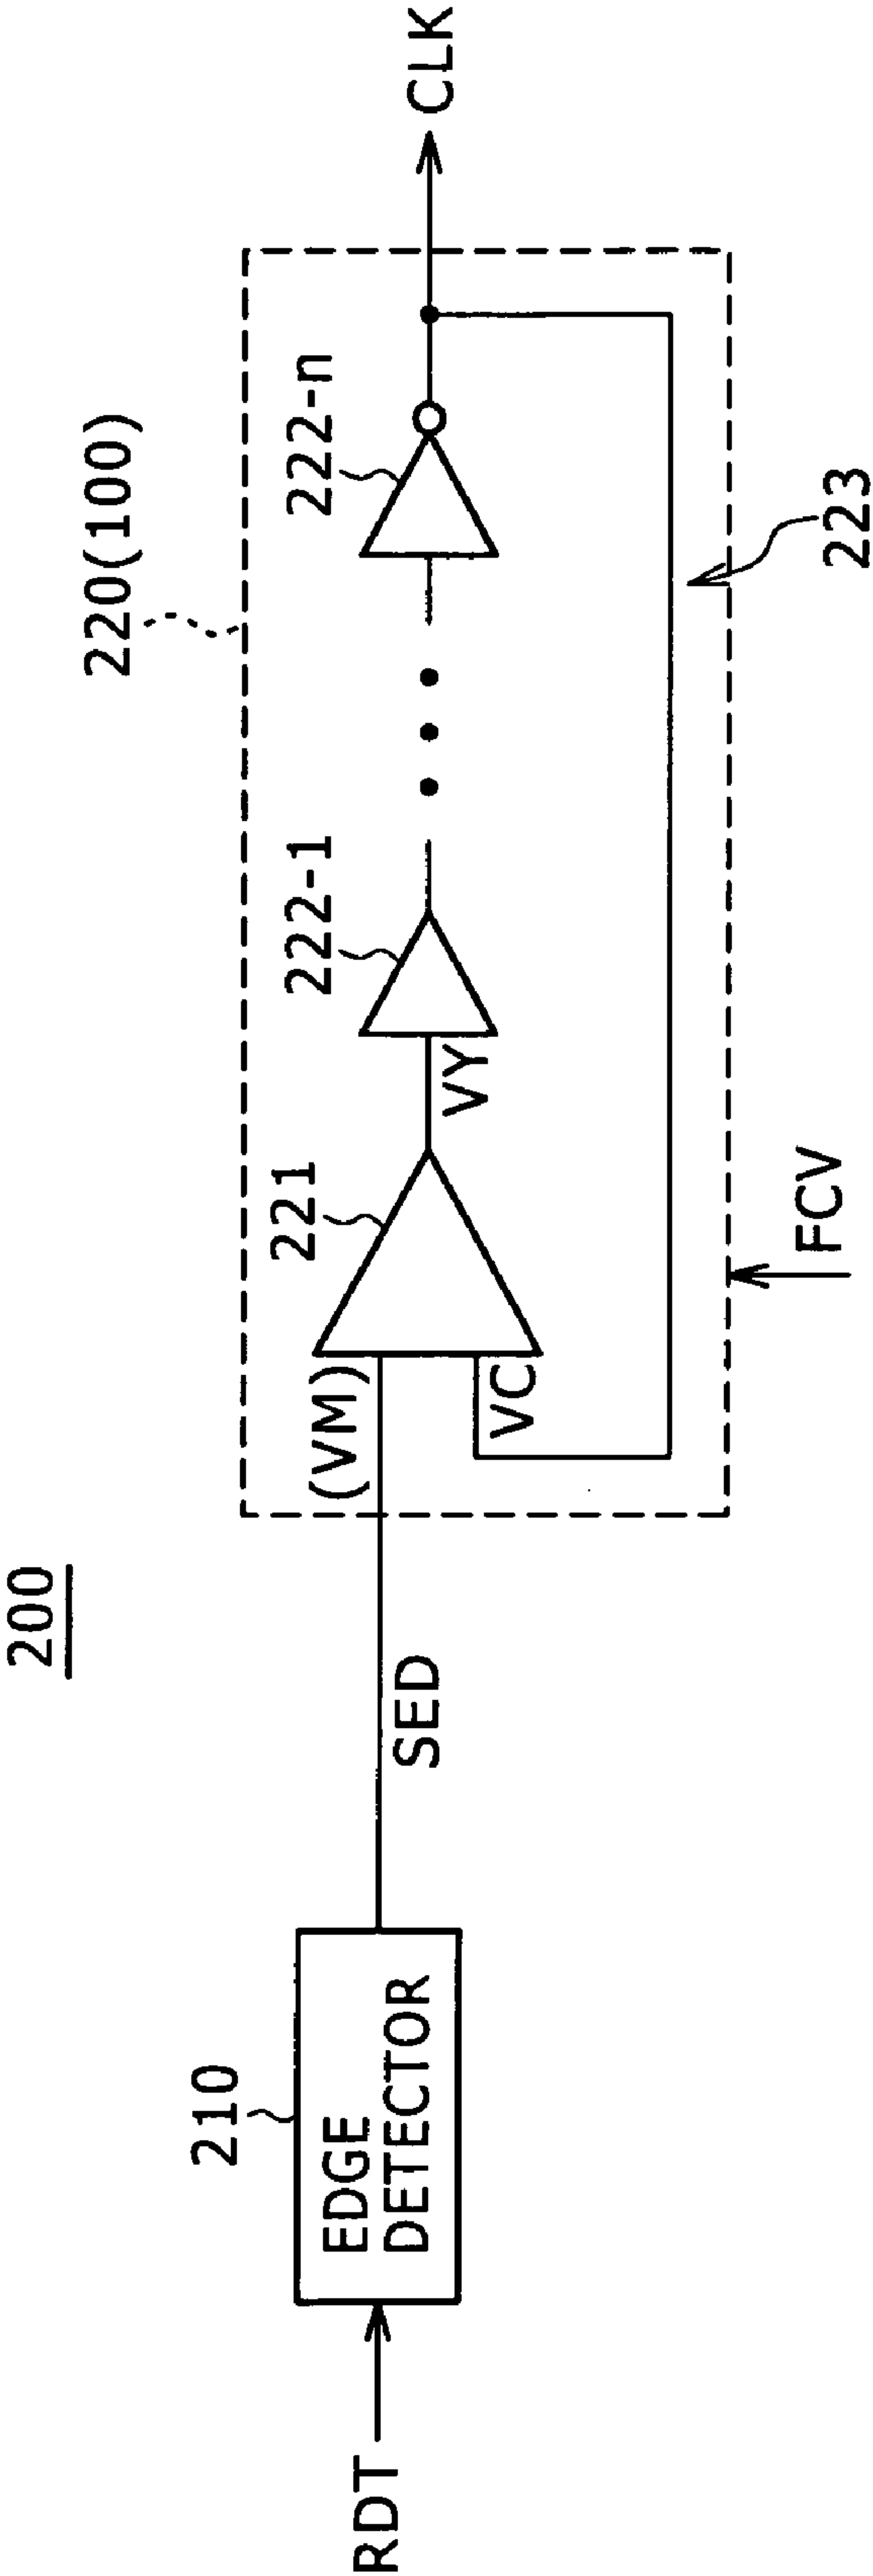 200
220(100)
210
EDGE
DETECTOR
RDT
SED
(VM)
VC
221
VY
222-1
222-n
CLK
223
FCV